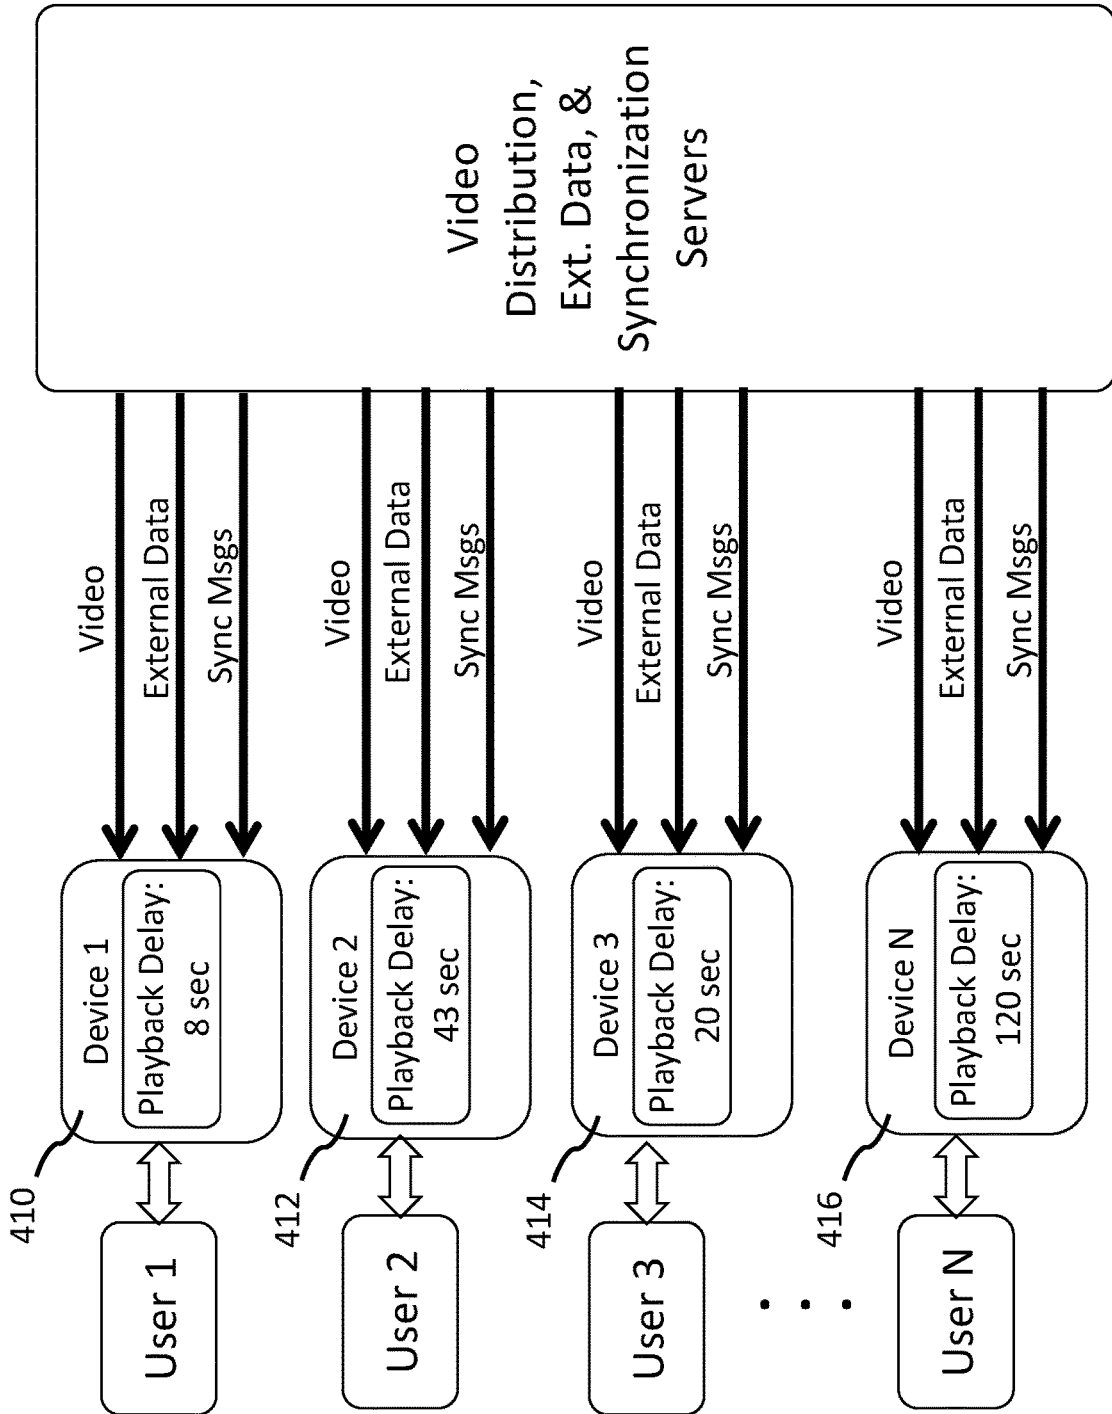 Video
Distribution,
Ext. Data, &
Synchronization
Servers
Video
External Data
Sync Msgs
Video
External Data
Sync Msgs
Video
External Data
Sync Msgs
Video
External Data
Sync Msgs
Device 1
Playback Delay:
8 sec
Device 2
Playback Delay:
43 sec
Device 3
Playback Delay:
20 sec
Device N
Playback Delay:
120 sec
410
412
414
416
User 1
User 2
User 3
. . .
User N